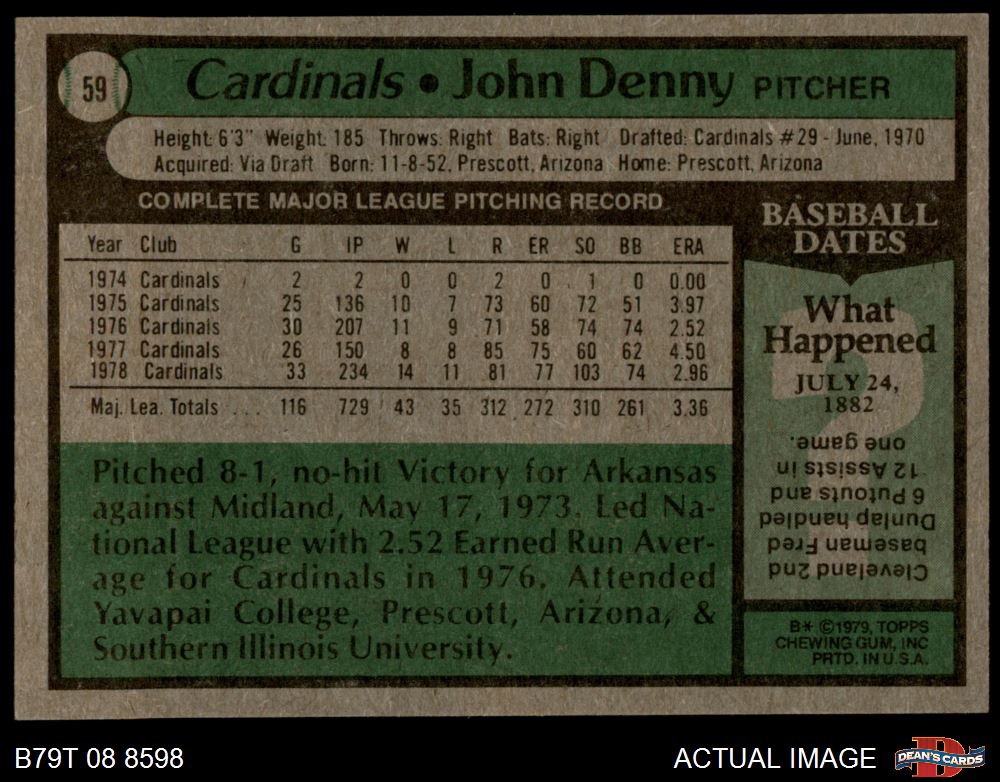 59
Cardinals • John Denny PITCHER
Height: 6'3" Weight: 185 Throws: Right Bats: Right Drafted: Cardinals #29 - June, 1970
Acquired: Via Draft Born: 11-8-52, Prescott, Arizona Home: Prescott, Arizona
COMPLETE MAJOR LEAGUE PITCHING RECORD
Year Club G IP W L R ER SO BB ERA
1974 Cardinals 2 2 0 0 2 0 1 0 0.00
1975 Cardinals 25 136 10 7 73 60 72 51 3.97
1976 Cardinals 30 207 11 9 71 58 74 74 2.52
1977 Cardinals 26 150 8 8 85 75 60 62 4.50
1978 Cardinals 33 234 14 11 81 77 103 74 2.96
Maj. Lea. Totals ... 116 729 43 35 312 272 310 261 3.36
Pitched 8-1, no-hit Victory for Arkansas
against Midland, May 17, 1973. Led Na-
tional League with 2.52 Earned Run Aver-
age for Cardinals in 1976. Attended
Yavapai College, Prescott, Arizona, &
Southern Illinois University.
BASEBALL
DATES
What
Happened
JULY 24,
1882
Cleveland 2nd
baseman Fred
Dunlap handled
6 Putouts and
12 Assists in
one game.
B* ©1979, TOPPS
CHEWING GUM, INC
PRTD. IN U.S.A.
B79T 08 8598
ACTUAL IMAGE
D
DEAN'S CARDS